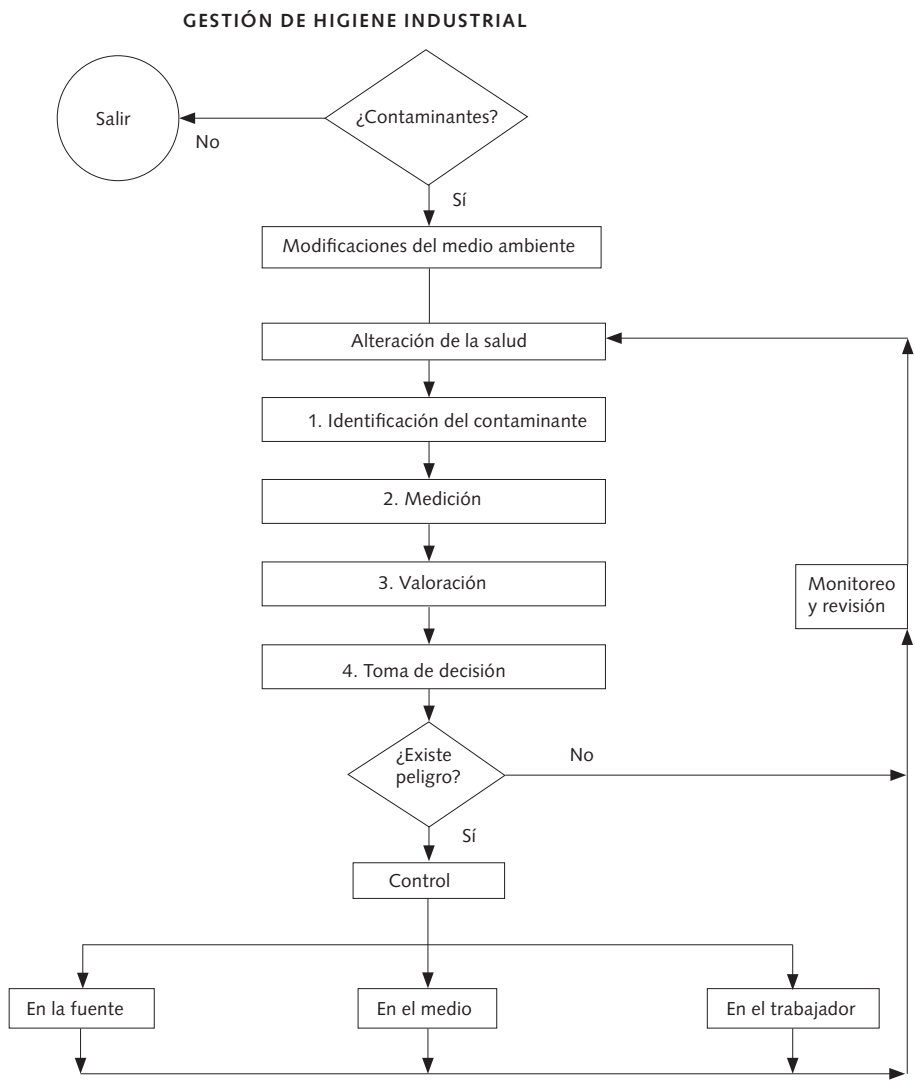 GESTIÓN DE HIGIENE INDUSTRIAL
Salir
No
¿Contaminantes?
Sí
Modificaciones del medio ambiente
Alteración de la salud
1. Identificación del contaminante
2. Medición
3. Valoración
Monitoreo
y revisión
4. Toma de decisión
¿Existe
peligro?
No
Sí
Control
En la fuente
En el medio
En el trabajador